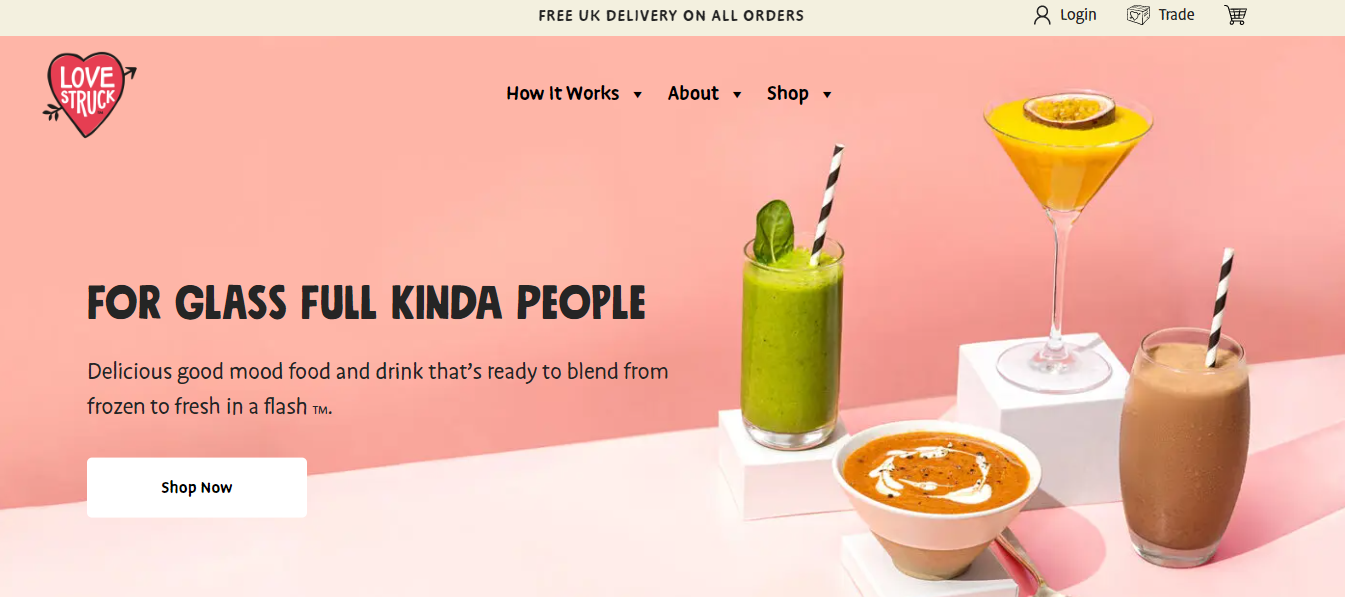 FREE UK DELIVERY ON ALL ORDERS
Login
Trade
LOVE
STRUCK
How It Works
About
Shop
FOR GLASS FULL KINDA PEOPLE
Delicious good mood food and drink that’s ready to blend from
frozen to fresh in a flash ™.
Shop Now